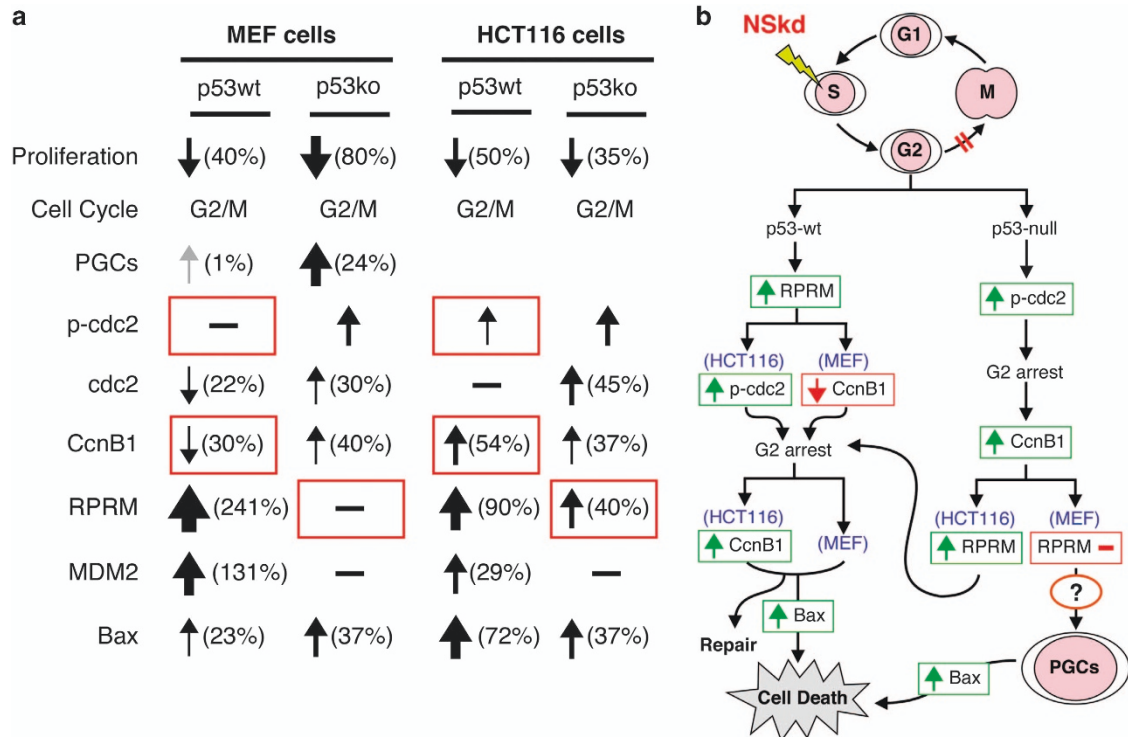 a
MEF cells HCT116 cells
p53wt p53ko p53wt p53ko
Proliferation (40%) (80%) (50%) (35%)
Cell Cycle G2/M G2/M G2/M G2/M
PGCs (1%) (24%)
p-cdc2 –
cdc2 (22%) (30%) – (45%)
CcnB1 (30%) (40%) (54%) (37%)
RPRM (241%) – (90%) (40%)
MDM2 (131%) – (29%) –
Bax (23%) (37%) (72%) (37%)
b
NSkd
G1
S
M
G2
p53-wt p53-null
RPRM
p-cdc2
(HCT116) (MEF)
p-cdc2 CcnB1
G2 arrest
G2 arrest
CcnB1
(HCT116)
CcnB1 (MEF)
(HCT116) (MEF)
RPRM RPRM –
?
Bax
Repair
Cell Death
Bax
PGCs